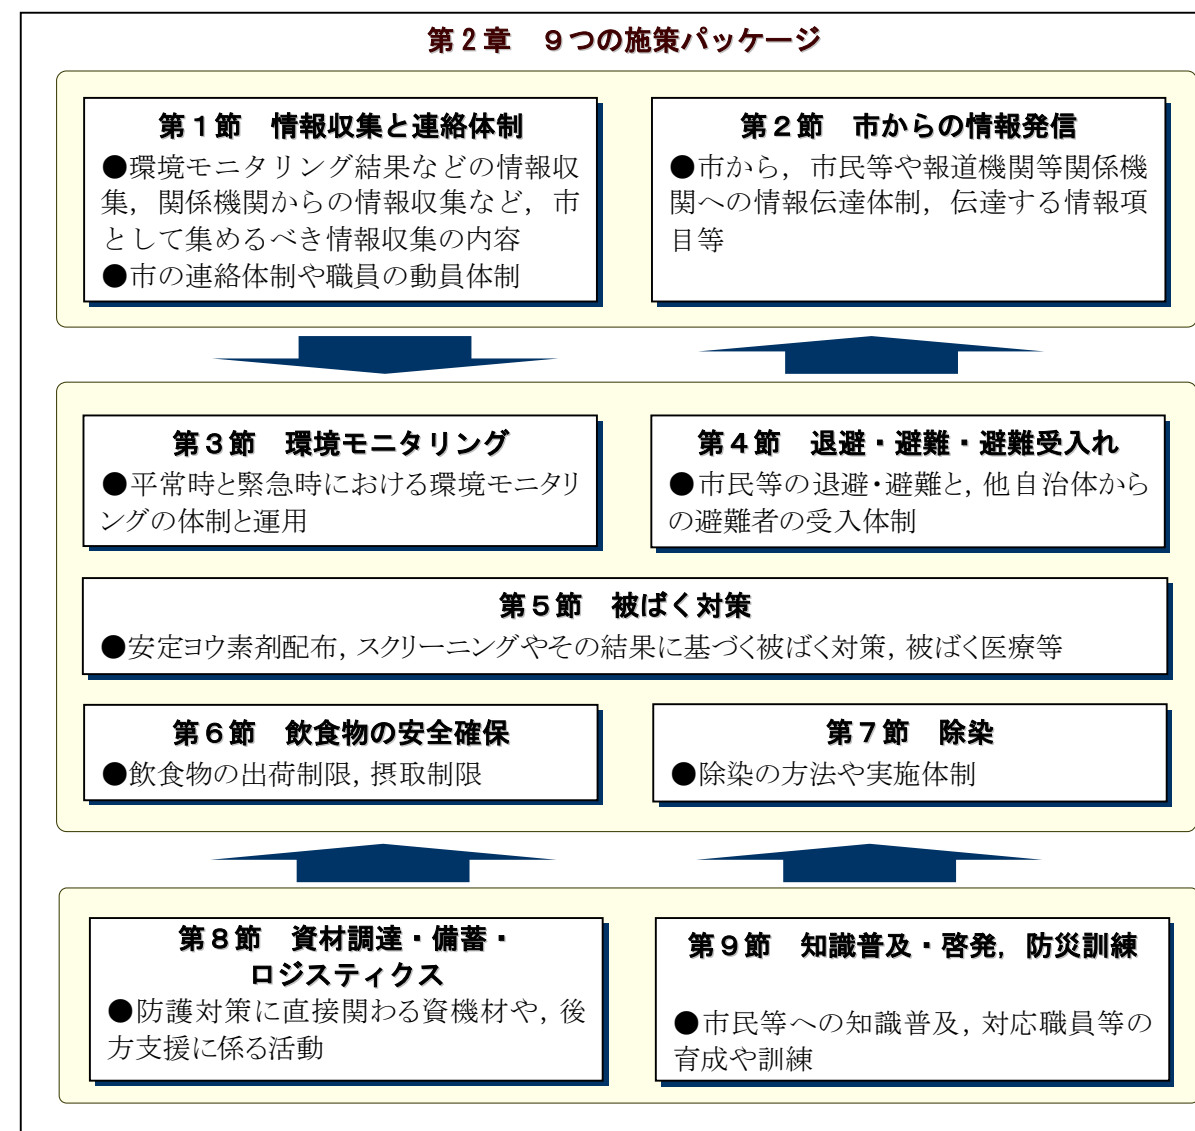 第２章　９つの施策パッケージ
第１節　情報収集と連絡体制
●環境モニタリング結果などの情報収
集，関係機関からの情報収集など，市
として集めるべき情報収集の内容
●市の連絡体制や職員の動員体制
第２節　市からの情報発信
●市から，市民等や報道機関等関係機
関への情報伝達体制，伝達する情報項
目等
第３節　環境モニタリング
●平常時と緊急時における環境モニタリ
ングの体制と運用
第４節　退避・避難・避難受入れ
●市民等の退避・避難と，他自治体から
の避難者の受入体制
第５節　被ばく対策
●安定ヨウ素剤配布，スクリーニングやその結果に基づく被ばく対策，被ばく医療等
第６節　飲食物の安全確保
●飲食物の出荷制限，摂取制限
第７節　除染
●除染の方法や実施体制
第８節　資材調達・備蓄・
ロジスティクス
●防護対策に直接関わる資機材や，後
方支援に係る活動
第９節　知識普及・啓発，防災訓練
●市民等への知識普及，対応職員等の
育成や訓練